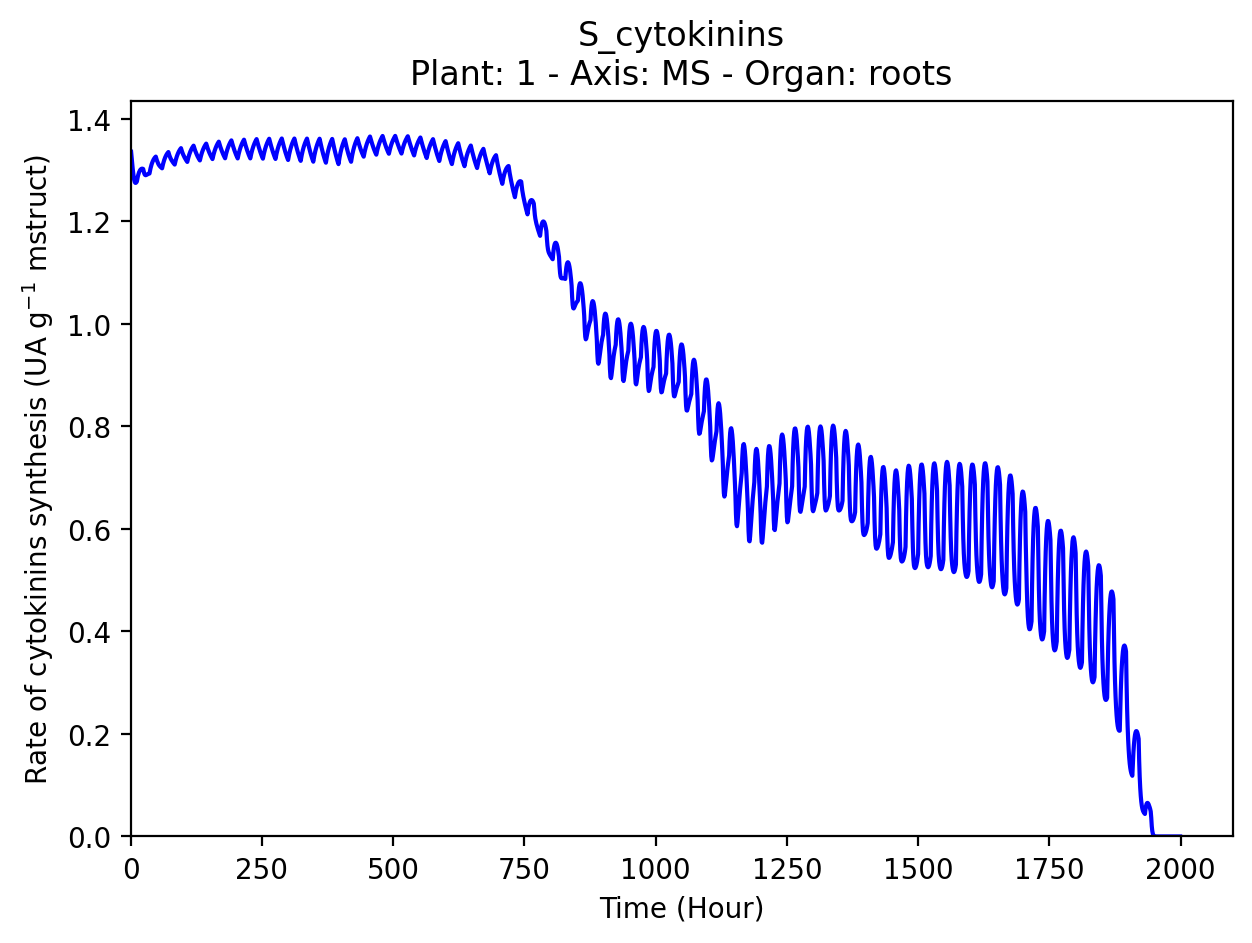 S_cytokinins
Plant: 1 - Axis: MS - Organ: roots
Rate of cytokinins synthesis (UA g⁻¹ mstruct)
1.4
1.2
1.0
0.8
0.6
0.4
0.2
0.0
0 250 500 750 1000 1250 1500 1750 2000
Time (Hour)